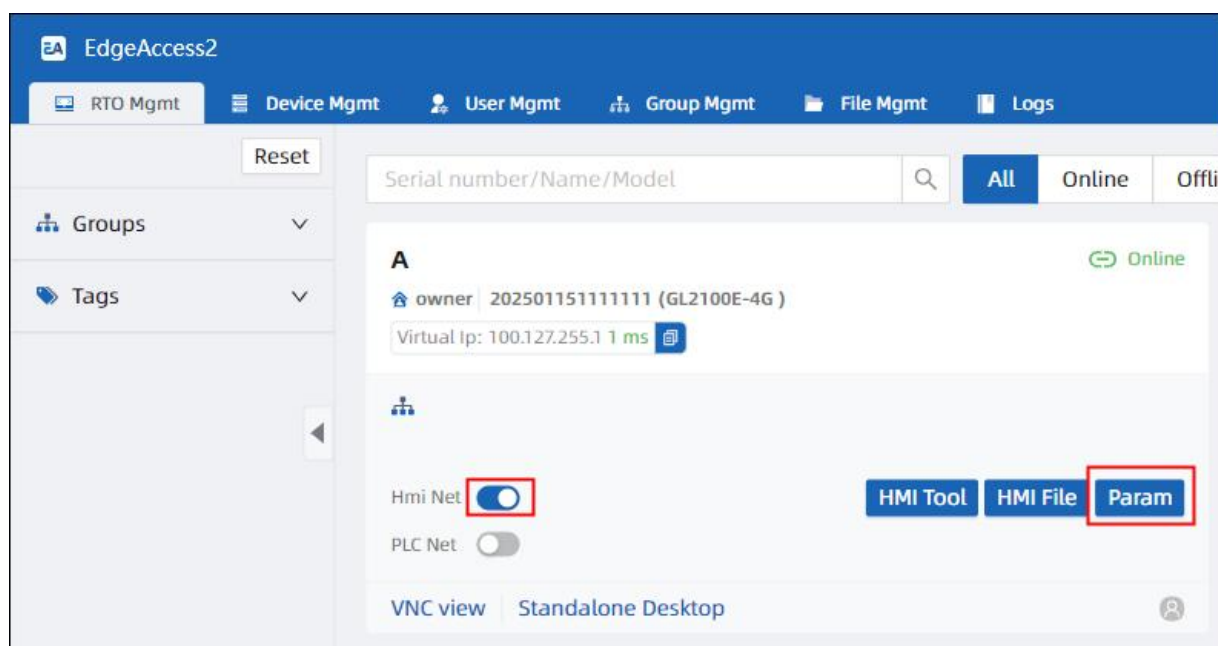 EA EdgeAccess2
RTO Mgmt Device Mgmt User Mgmt Group Mgmt File Mgmt Logs
Reset
Serial number/Name/Model All Online Offli
Groups
Tags
A Online
owner 202501151111111 (GL2100E-4G )
Virtual Ip: 100.127.255.1 1 ms
Hmi Net HMI Tool HMI File Param
PLC Net
VNC view Standalone Desktop